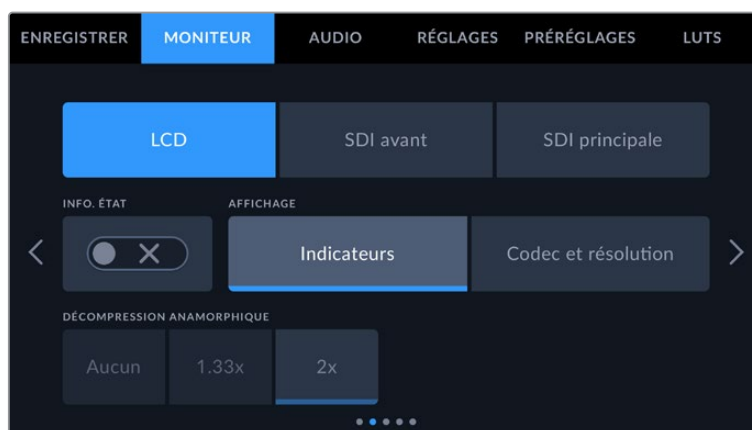 ENREGISTRER MONITEUR AUDIO RÉGLAGES PRÉRÉGLAGES LUTS
LCD SDI avant SDI principale
INFO. ÉTAT AFFICHAGE
Indicateurs Codec et résolution
DÉCOMPRESSION ANAMORPHIQUE
Aucun 1.33x 2x